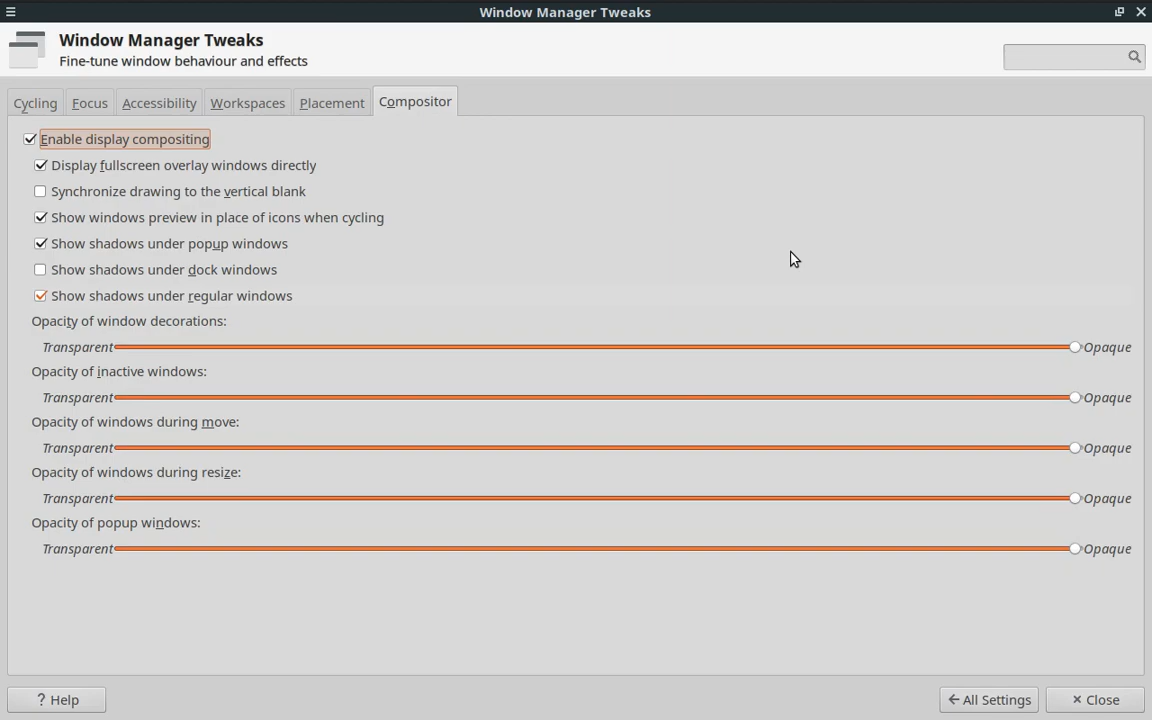 Window Manager Tweaks
Window Manager Tweaks
Fine-tune window behaviour and effects
Cycling Focus Accessibility Workspaces Placement Compositor
Enable display compositing
Display fullscreen overlay windows directly
Synchronize drawing to the vertical blank
Show windows preview in place of icons when cycling
Show shadows under popup windows
Show shadows under dock windows
Show shadows under regular windows
Opacity of window decorations:
Transparent Opaque
Opacity of inactive windows:
Transparent Opaque
Opacity of windows during move:
Transparent Opaque
Opacity of windows during resize:
Transparent Opaque
Opacity of popup windows:
Transparent Opaque
? Help All Settings Close